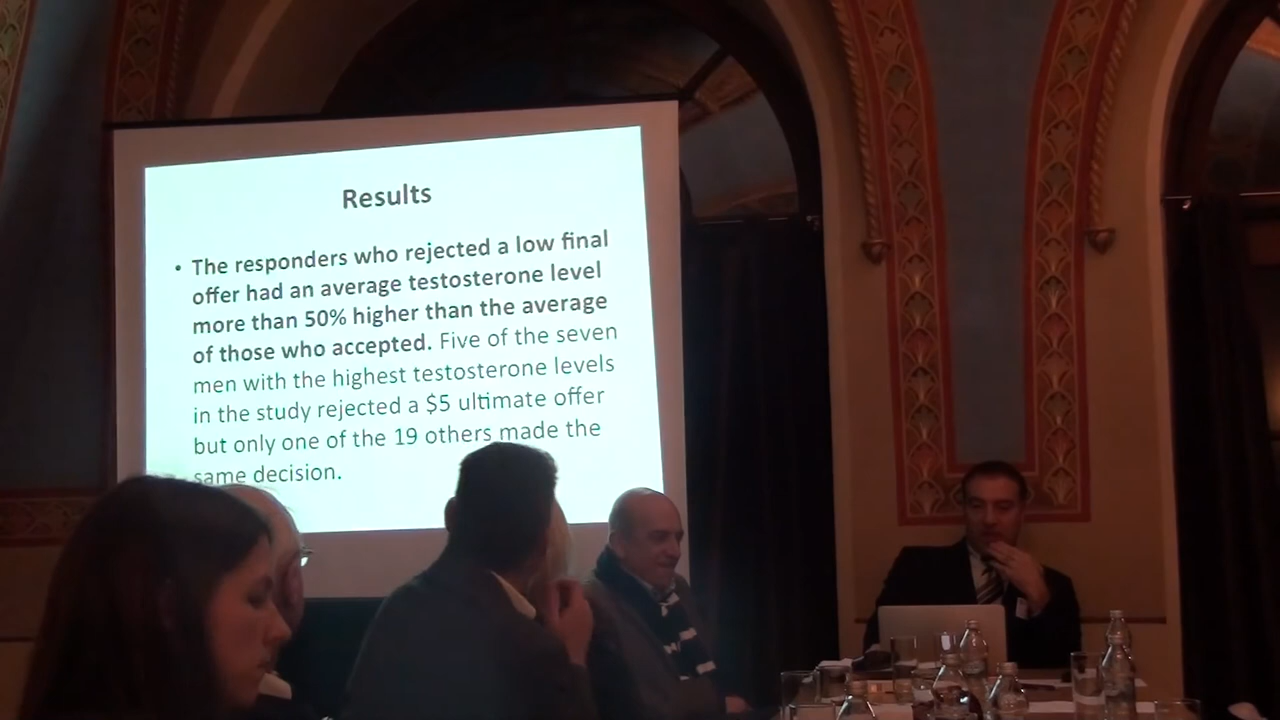 Results
• The responders who rejected a low final
offer had an average testosterone level
more than 50% higher than the average
of those who accepted. Five of the seven
men with the highest testosterone levels
in the study rejected a $5 ultimate offer
but only one of the 19 others made the
same decision.